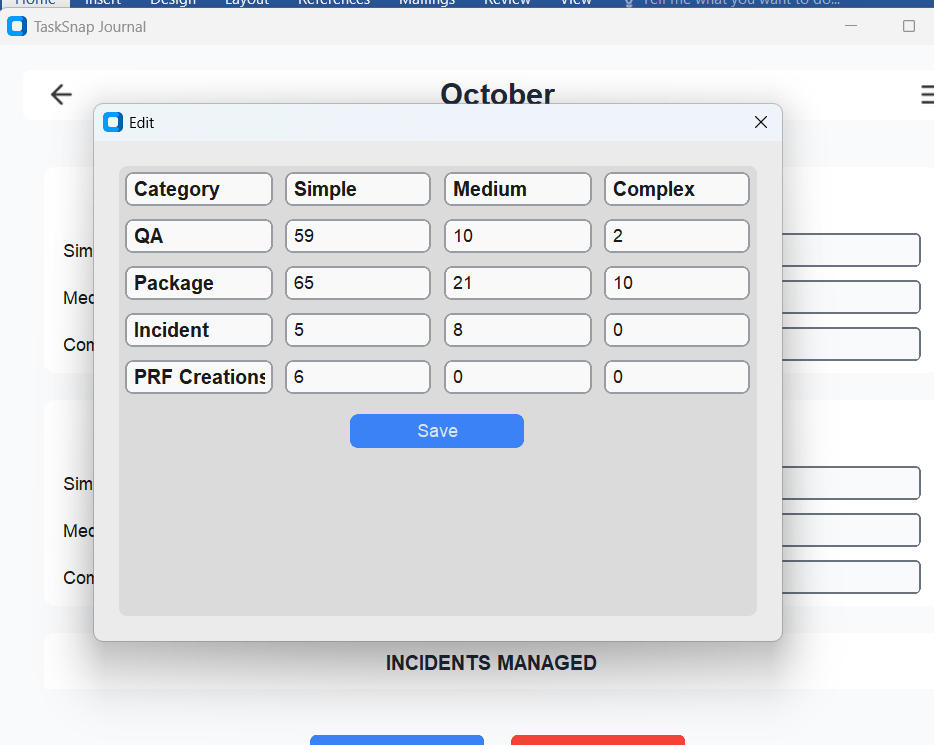 Home Insert Design Layout References Mailings Review View Tell me what you want to do...
TaskSnap Journal
October
Edit
Category Simple Medium Complex
QA 59 10 2
Package 65 21 10
Incident 5 8 0
PRF Creations 6 0 0
Save
Sim
Med
Com
Sim
Med
Com
INCIDENTS MANAGED